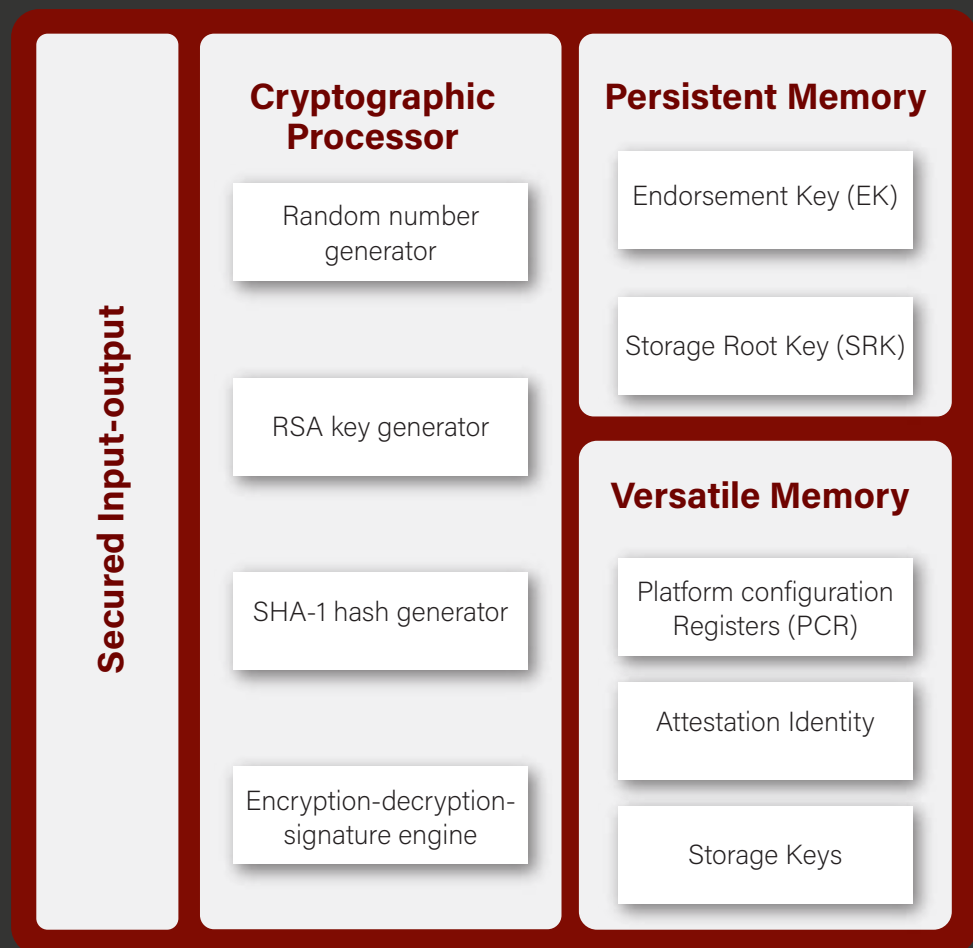 Secured Input-output
Cryptographic
Processor
Random number
generator
RSA key generator
SHA-1 hash generator
Encryption-decryption-
signature engine
Persistent Memory
Endorsement Key (EK)
Storage Root Key (SRK)
Versatile Memory
Platform configuration
Registers (PCR)
Attestation Identity
Storage Keys